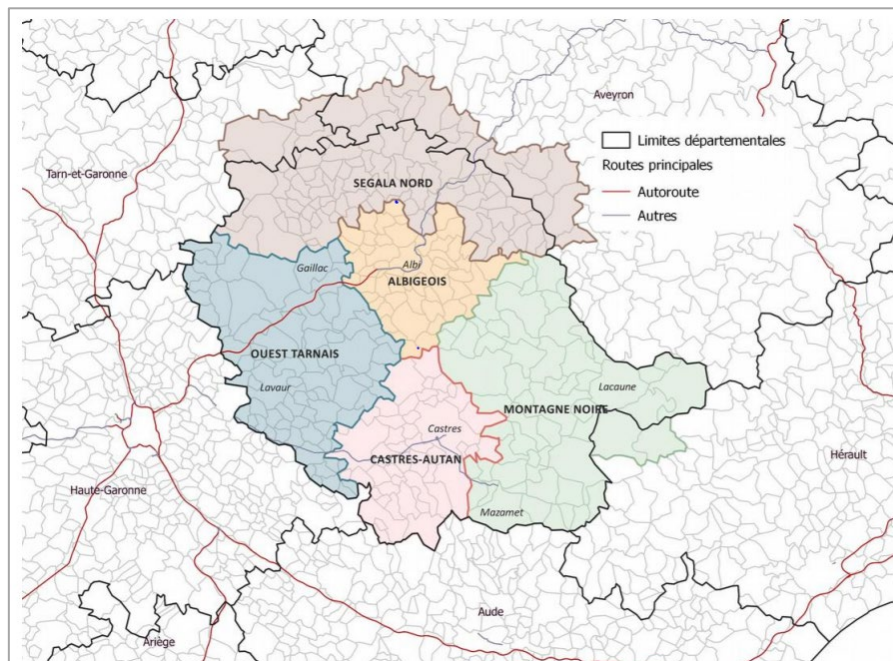 Aveyron
Limites départementales
Routes principales
Autoroute
Autres
Tarn-et-Garonne
SEGALA NORD
Gaillac
Albi
ALBIGEOIS
OUEST TARNAIS
Lavaur
Lacaune
MONTAGNE NOIRE
Castres
CASTRES-AUTAN
Hérault
Haute-Garonne
Mazamet
Aude
Ariège